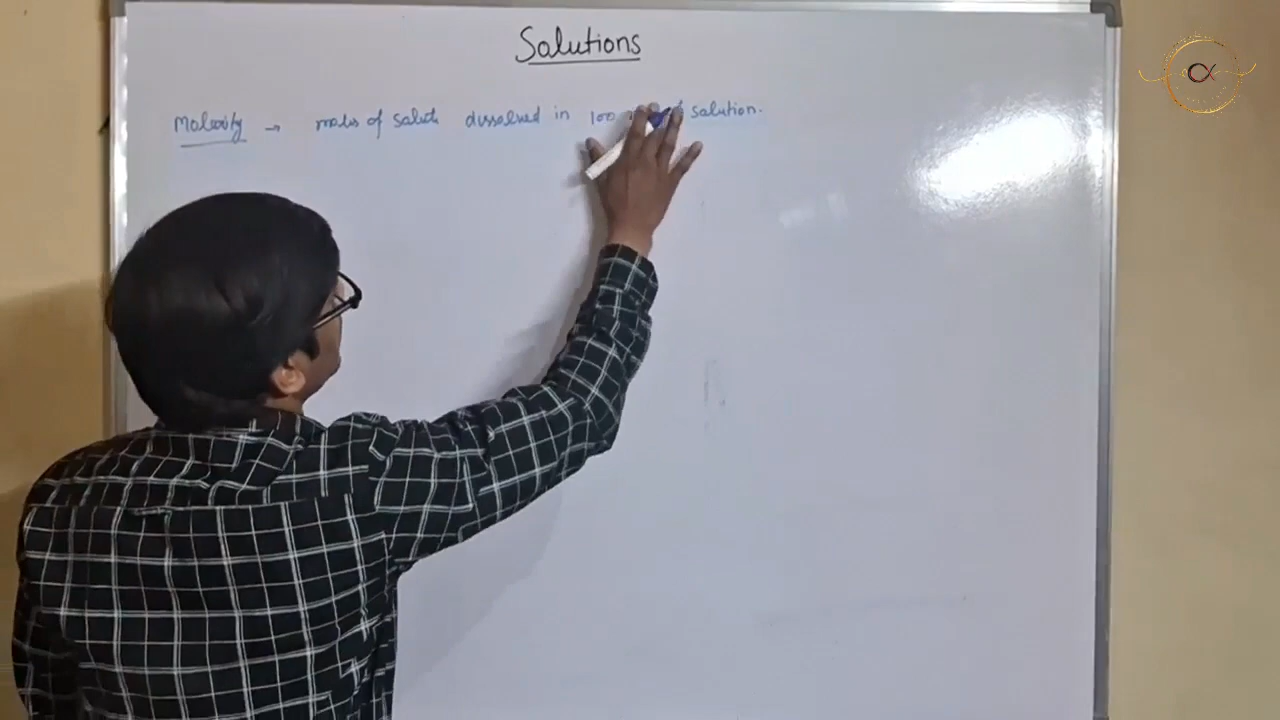 Solutions
Molarity → moles of solute dissolved in 100 solution.